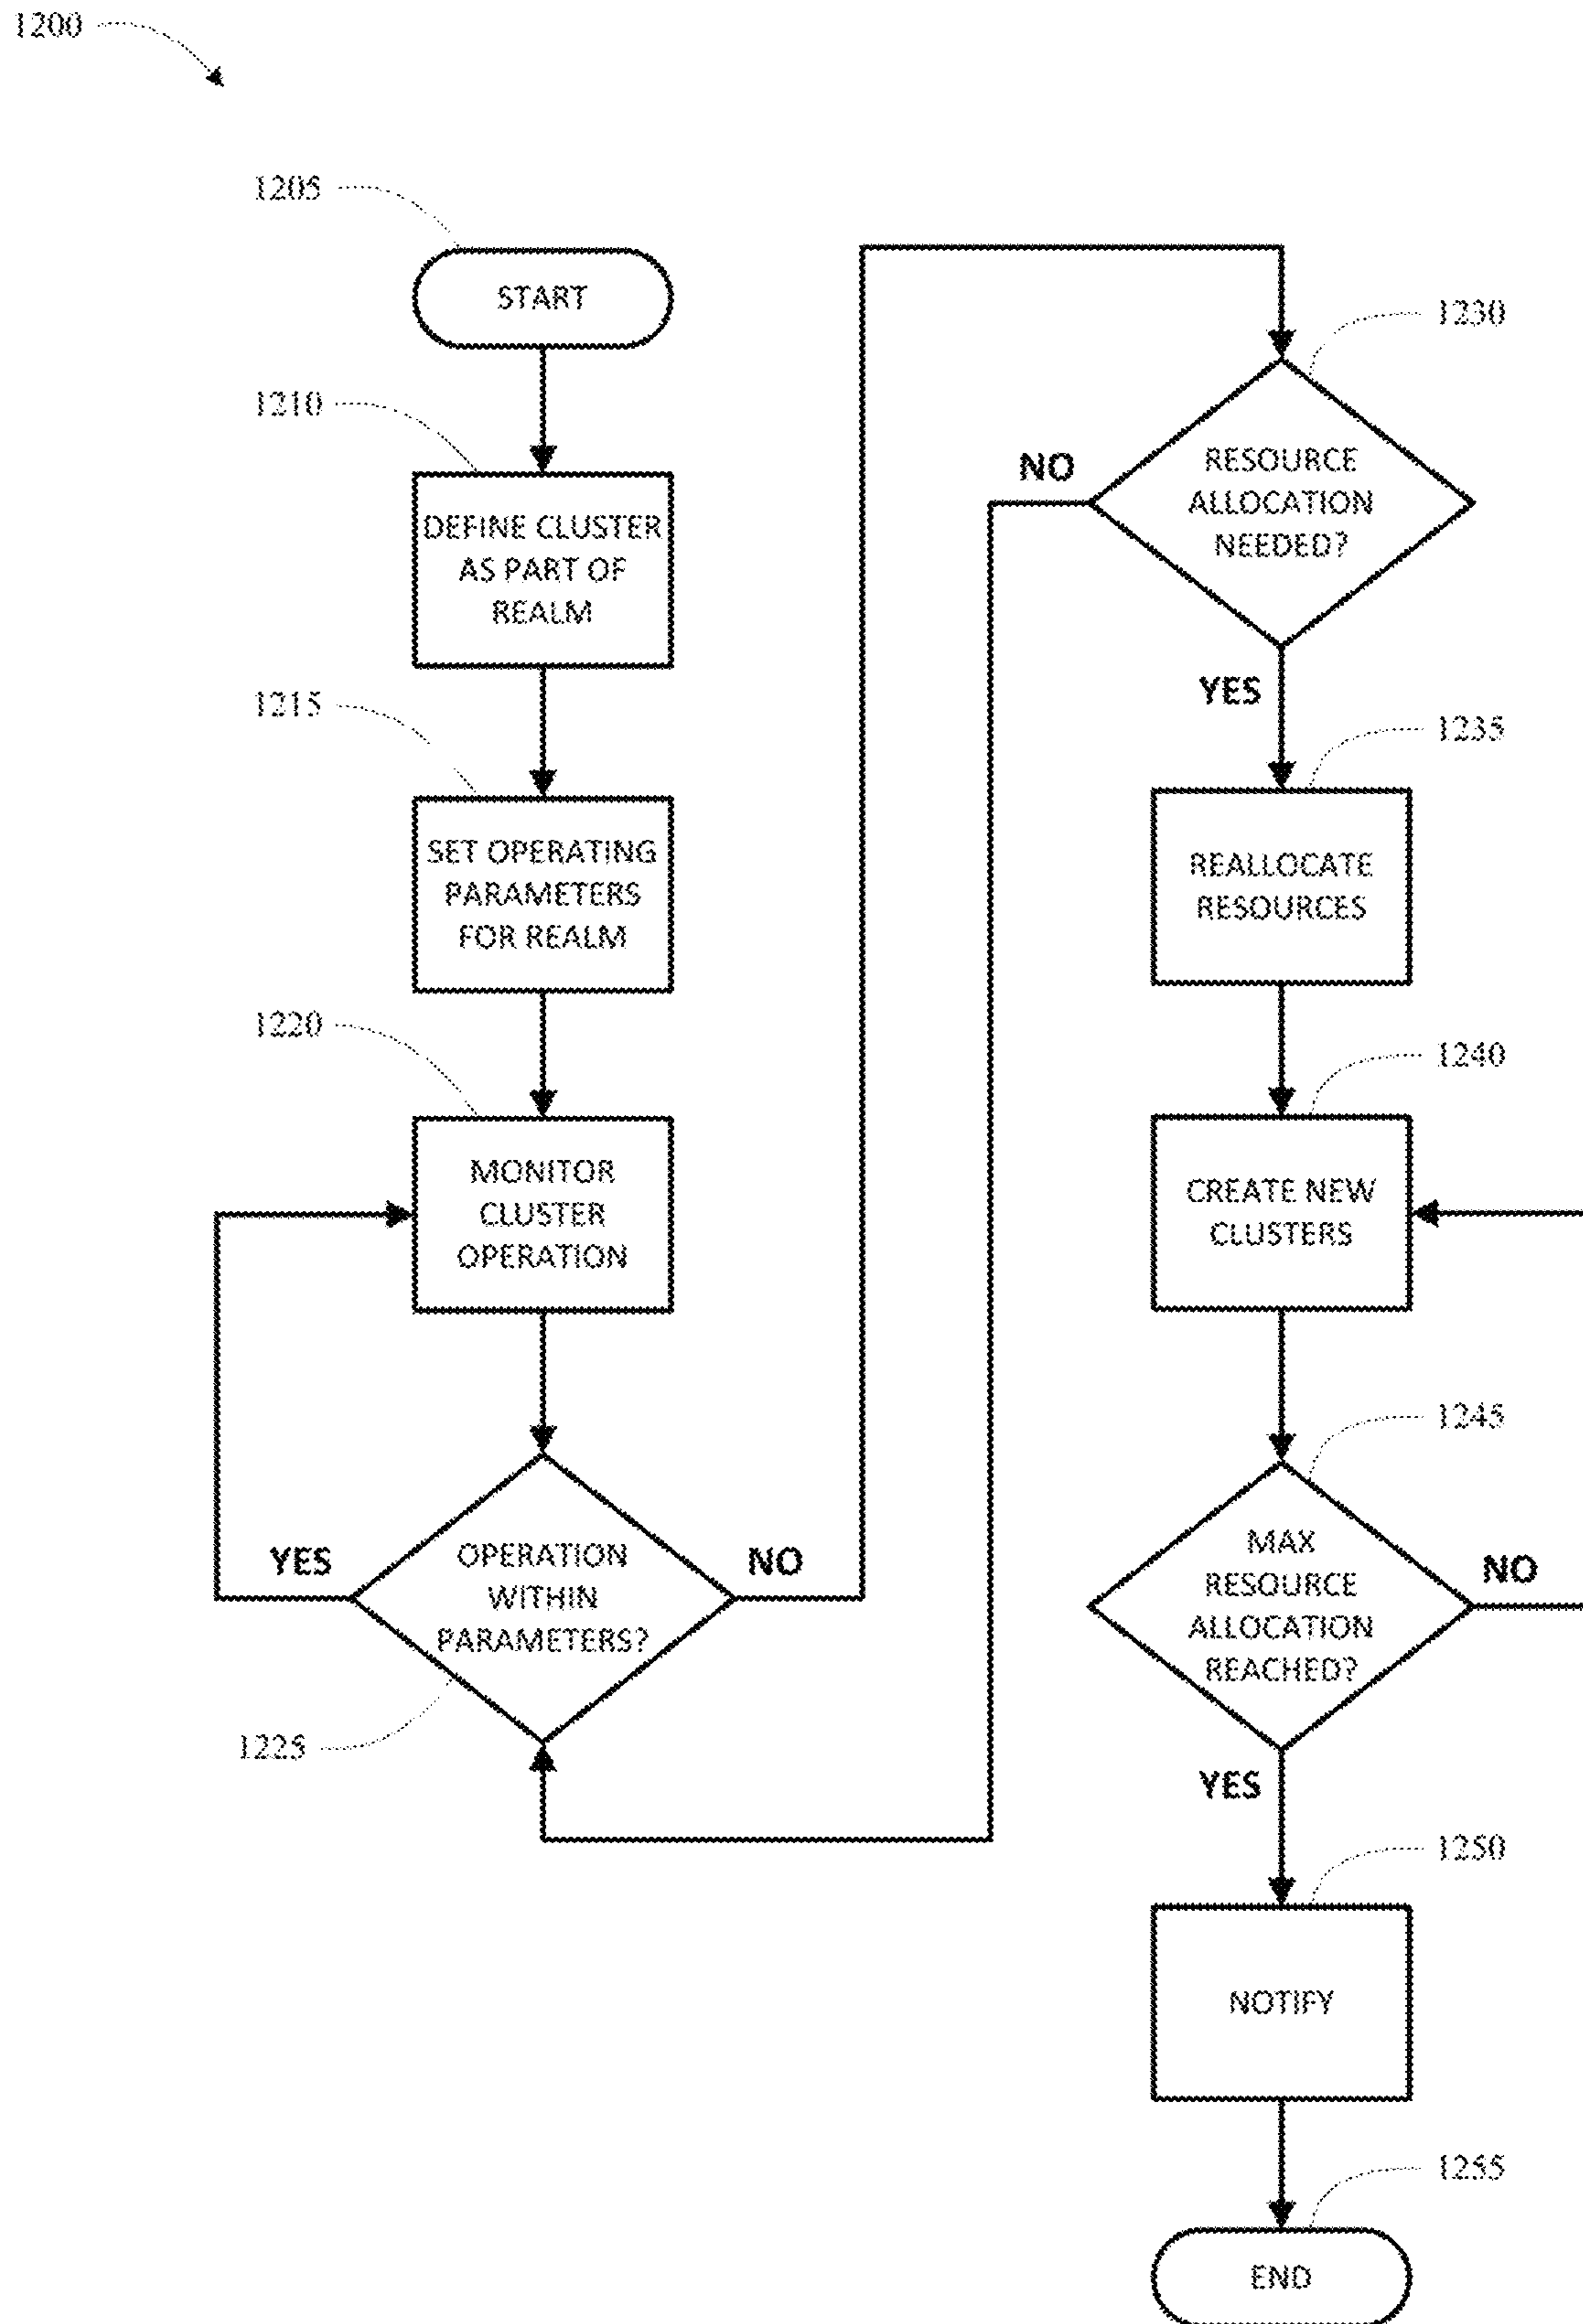 1200
1205
START
1210
DEFINE CLUSTER
AS PART OF
REALM
1215
SET OPERATING
PARAMETERS
FOR REALM
1220
MONITOR
CLUSTER
OPERATION
YES
OPERATION
WITHIN
PARAMETERS?
NO
1225
1230
NO
RESOURCE
ALLOCATION
NEEDED?
YES
1235
REALLOCATE
RESOURCES
1240
CREATE NEW
CLUSTERS
1245
MAX
RESOURCE
ALLOCATION
REACHED?
NO
YES
1250
NOTIFY
1255
END